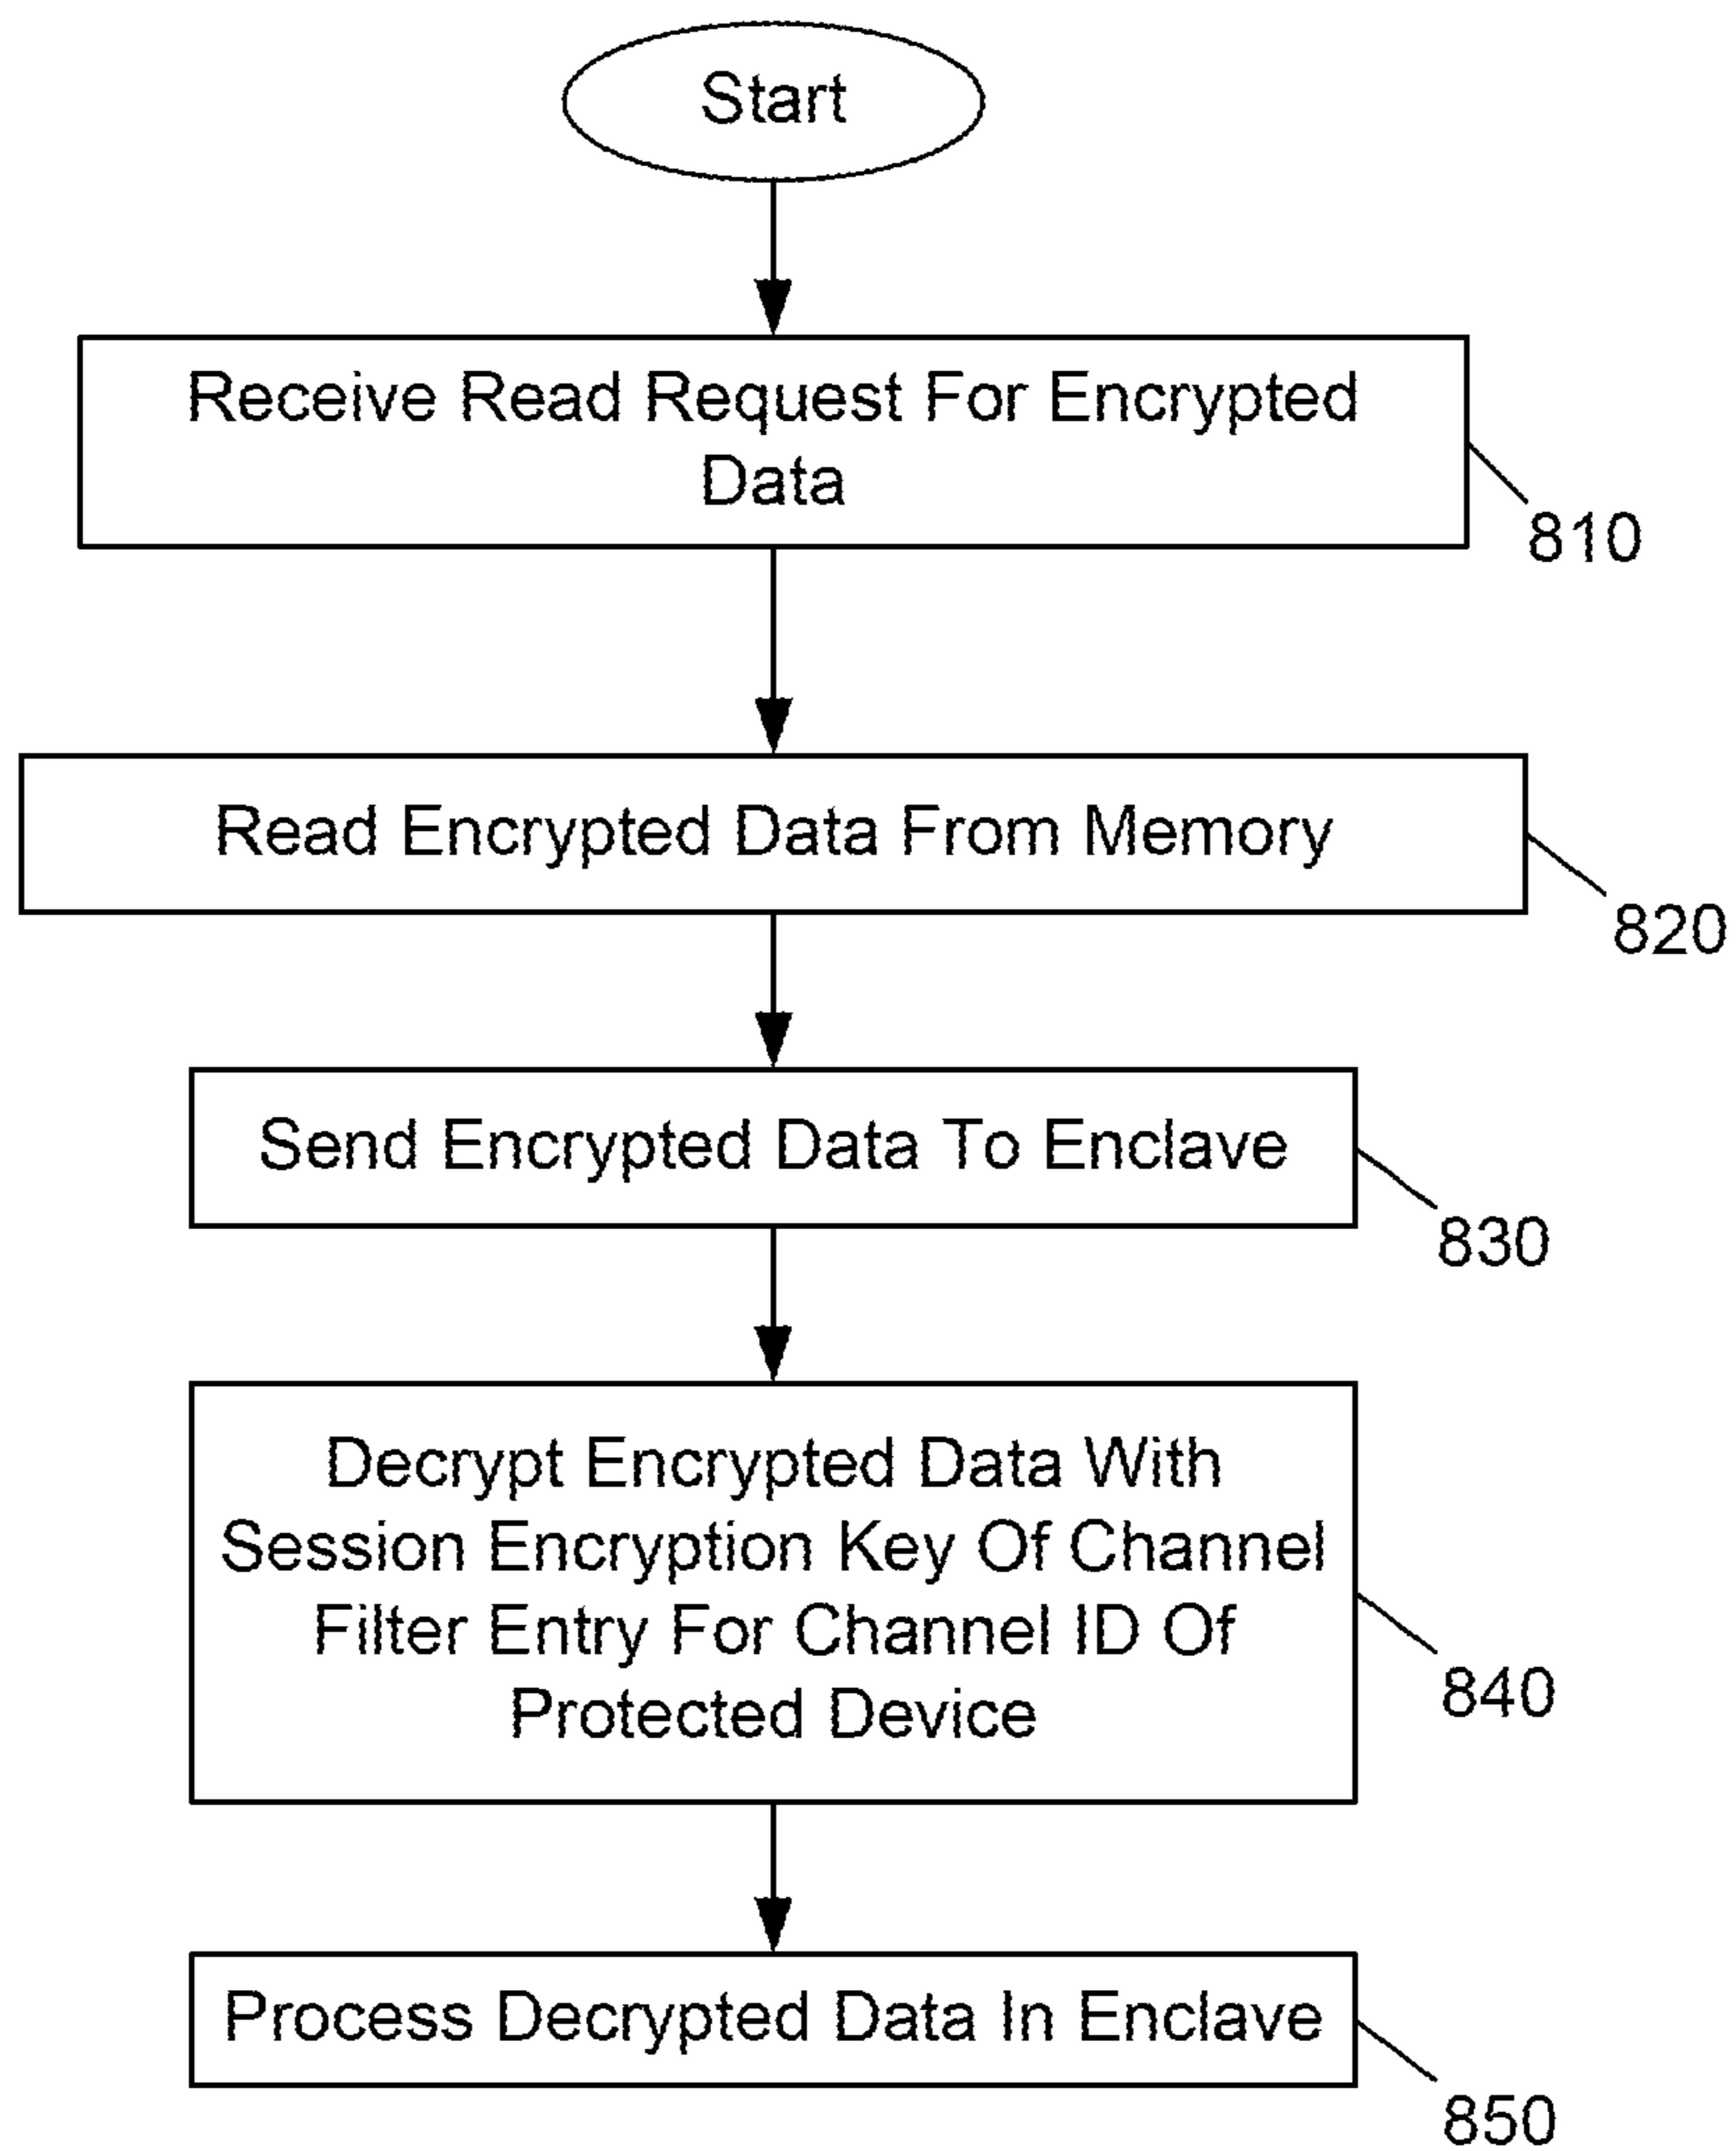 Start
Receive Read Request For Encrypted
Data
810
Read Encrypted Data From Memory
820
Send Encrypted Data To Enclave
830
Decrypt Encrypted Data With
Session Encryption Key Of Channel
Filter Entry For Channel ID Of
Protected Device
840
Process Decrypted Data In Enclave
850